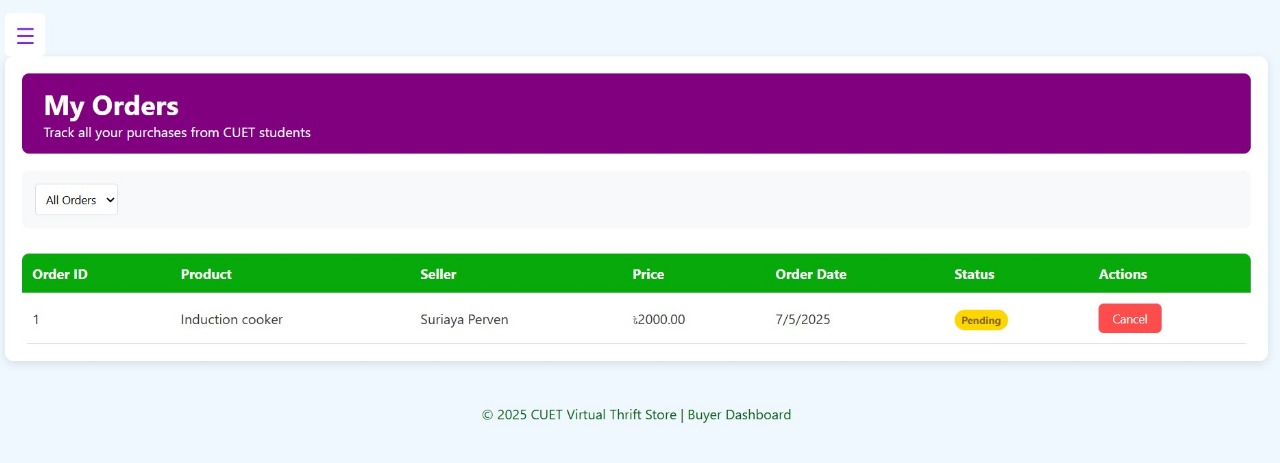 ☰
My Orders
Track all your purchases from CUET students
All Orders
Order ID Product Seller Price Order Date Status Actions
1 Induction cooker Suriaya Perven ৳2000.00 7/5/2025 Pending Cancel
© 2025 CUET Virtual Thrift Store | Buyer Dashboard